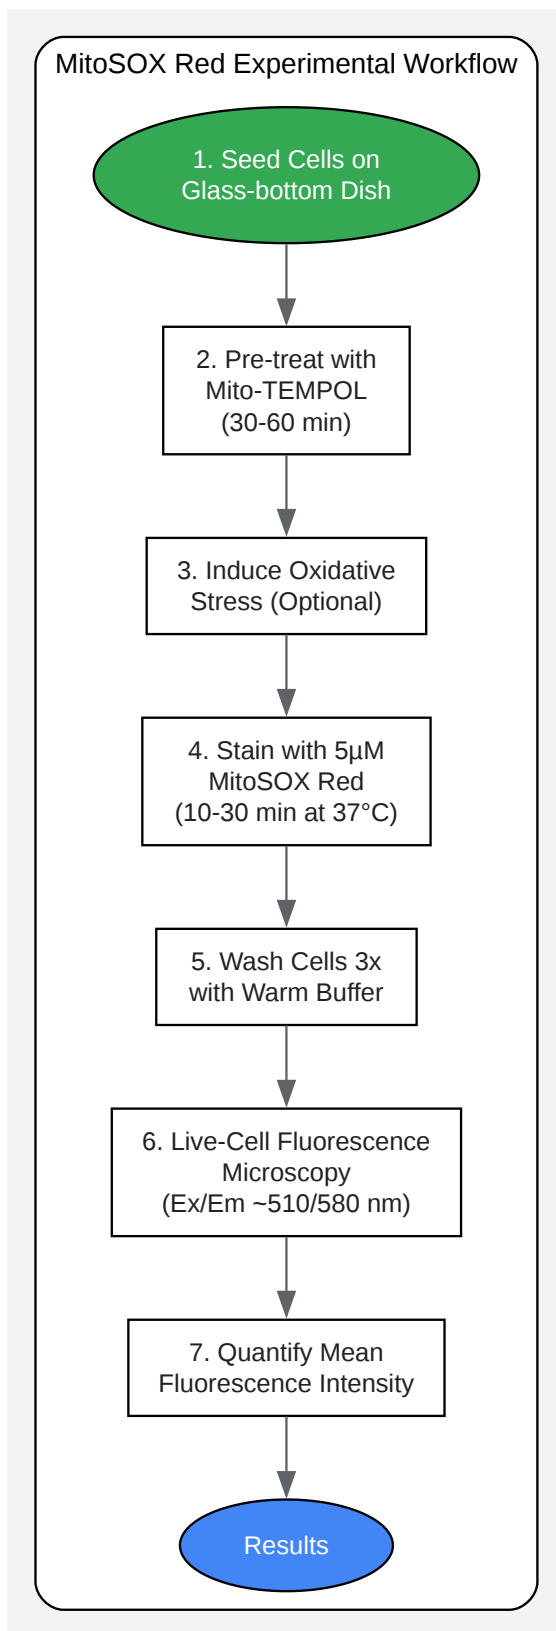 MitoSOX Red Experimental Workflow
1. Seed Cells on
Glass-bottom Dish
2. Pre-treat with
Mito-TEMPOL
(30-60 min)
3. Induce Oxidative
Stress (Optional)
4. Stain with 5µM
MitoSOX Red
(10-30 min at 37°C)
5. Wash Cells 3x
with Warm Buffer
6. Live-Cell Fluorescence
Microscopy
(Ex/Em ~510/580 nm)
7. Quantify Mean
Fluorescence Intensity
Results